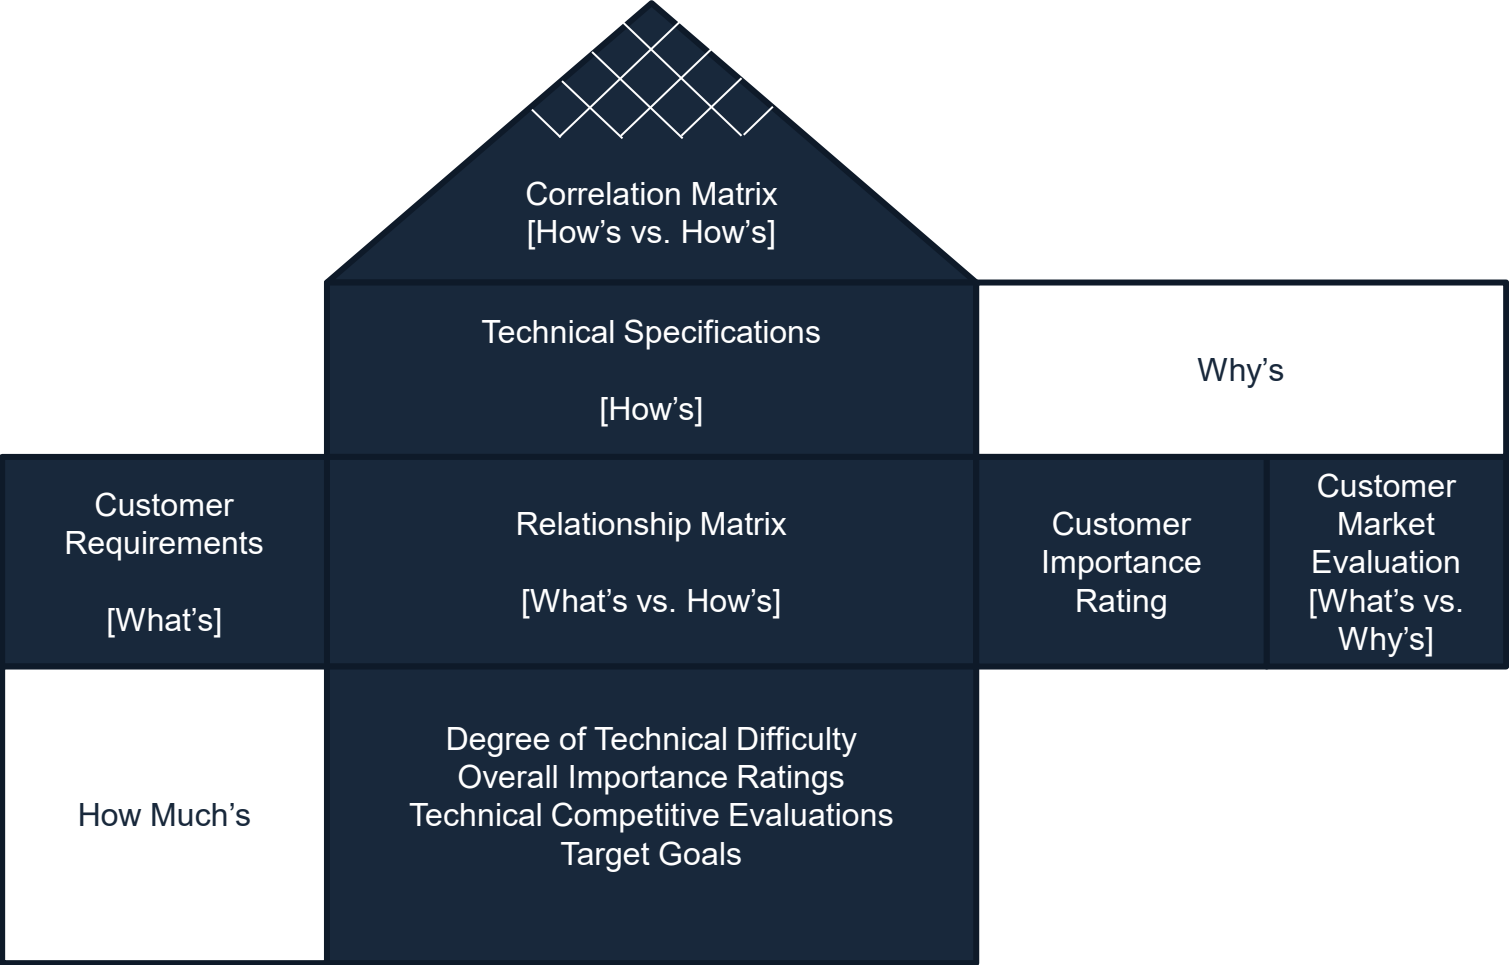 Correlation Matrix
[How’s vs. How’s]
Technical Specifications
[How’s]
Why’s
Customer
Requirements
[What’s]
Relationship Matrix
[What’s vs. How’s]
Customer
Importance
Rating
Customer
Market
Evaluation
[What’s vs.
Why’s]
How Much’s
Degree of Technical Difficulty
Overall Importance Ratings
Technical Competitive Evaluations
Target Goals